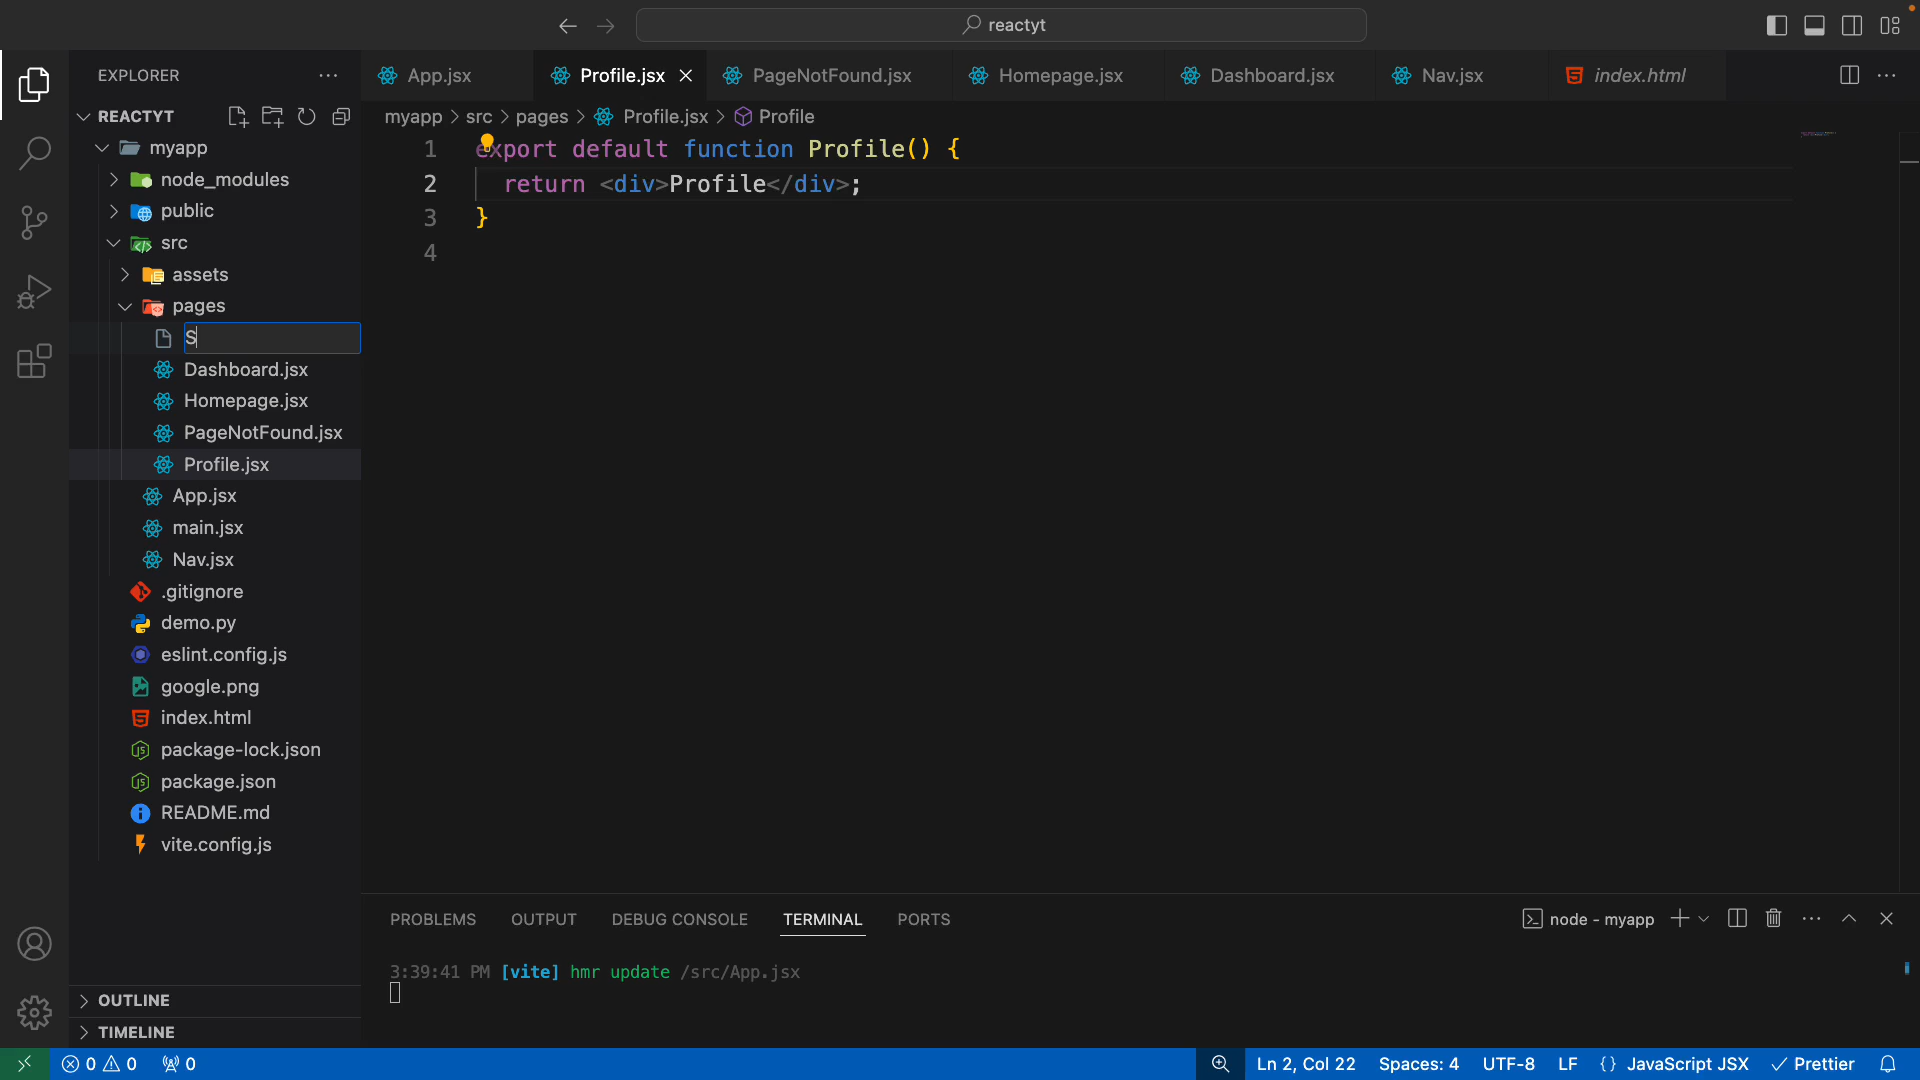 reactyt
EXPLORER
App.jsx
Profile.jsx
PageNotFound.jsx
Homepage.jsx
Dashboard.jsx
Nav.jsx
index.html
REACTYT
myapp
node_modules
public
src
assets
pages
S
Dashboard.jsx
Homepage.jsx
PageNotFound.jsx
Profile.jsx
App.jsx
main.jsx
Nav.jsx
.gitignore
demo.py
eslint.config.js
google.png
index.html
package-lock.json
package.json
README.md
vite.config.js
OUTLINE
TIMELINE
myapp > src > pages > Profile.jsx > Profile
1 export default function Profile() {
2 return <div>Profile</div>;
3 }
4
PROBLEMS OUTPUT DEBUG CONSOLE TERMINAL PORTS
node - myapp
3:39:41 PM [vite] hmr update /src/App.jsx
0 0 0
Ln 2, Col 22 Spaces: 4 UTF-8 LF {} JavaScript JSX Prettier